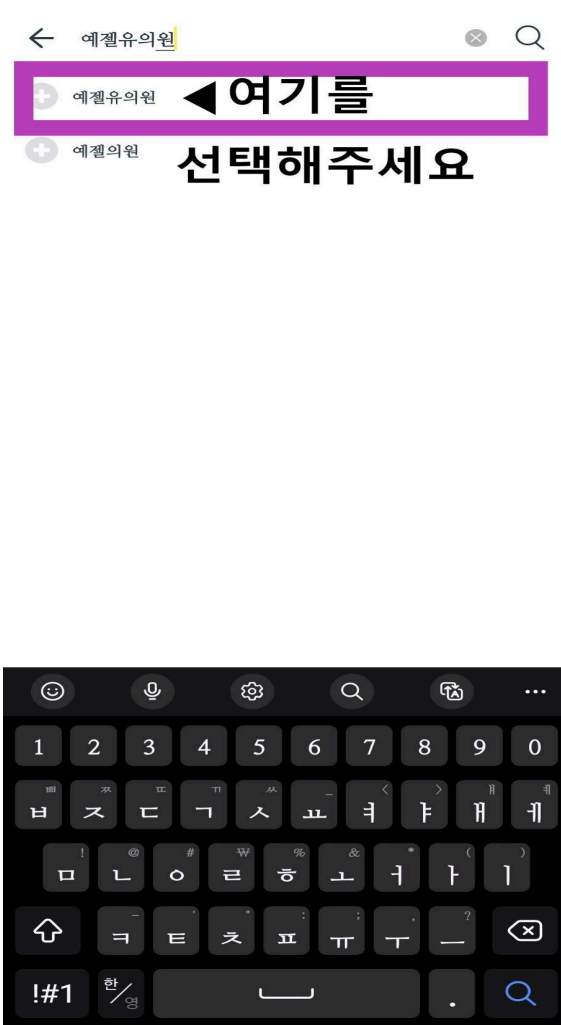 예젤유의원
예젤유의원 ◀여기를
예젤의원 선택해주세요
1 2 3 4 5 6 7 8 9 0
ㅃ ㅉ ㄸ ㄲ ㅆ _ < > ㅒ ㅖ
ㅂ ㅈ ㄷ ㄱ ㅅ ㅛ ㅕ ㅑ ㅐ ㅔ
! @ # ₩ % & * ( )
ㅁ ㄴ ㅇ ㄹ ㅎ ㅗ ㅓ ㅏ ㅣ
- ' " : ; , ?
ㅋ ㅌ ㅊ ㅍ ㅠ ㅜ ㅡ
!#1 한/영 .